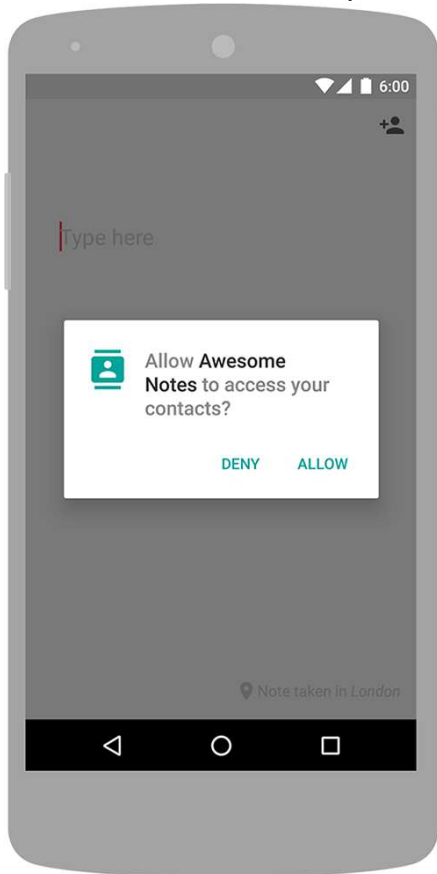 6:00
Type here
Allow Awesome
Notes to access your
contacts?
DENY ALLOW
Note taken in London